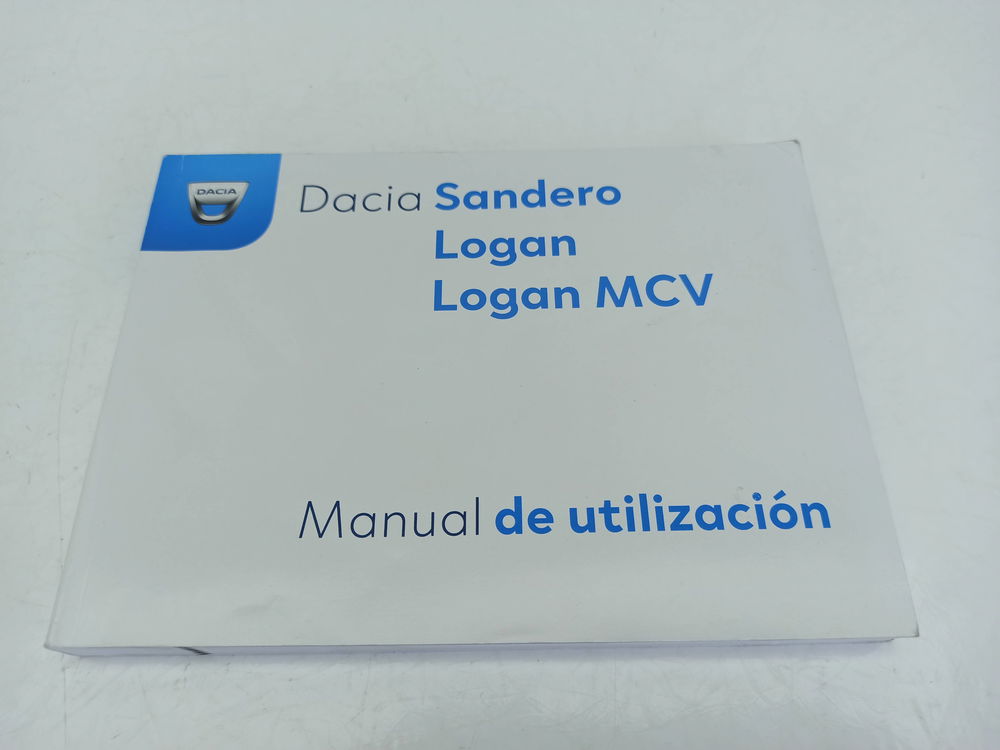 DACIA
Dacia Sandero
Logan
Logan MCV
Manual de utilización